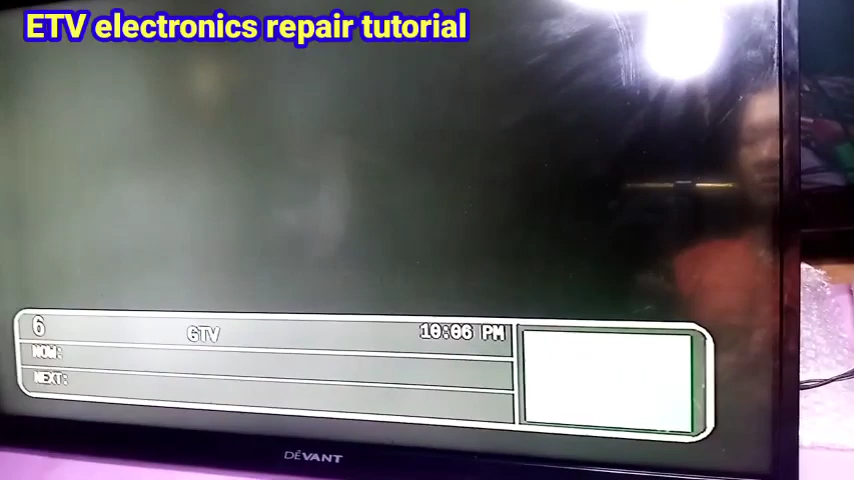 ETV electronics repair tutorial
6 GTV 10:06 PM
NOW:
NEXT:
DEVANT